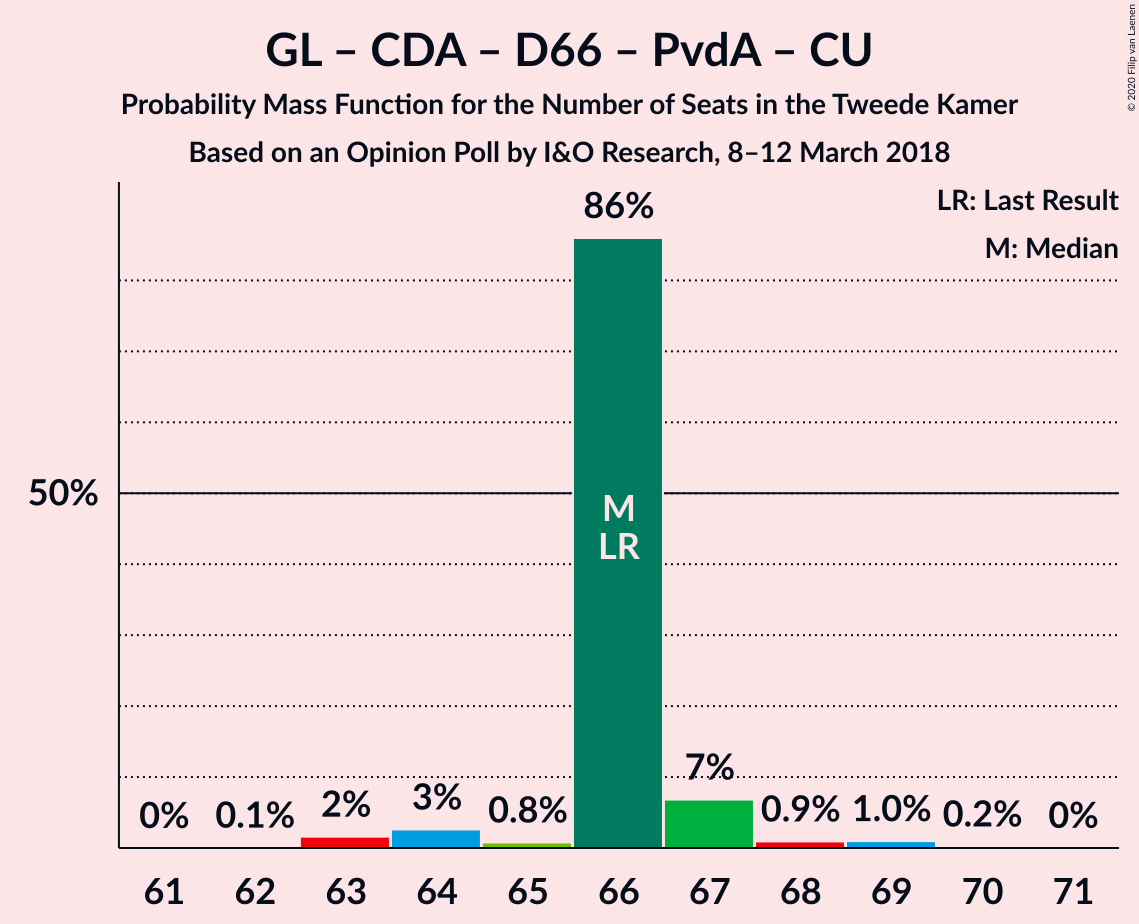 GL – CDA – D66 – PvdA – CU
Probability Mass Function for the Number of Seats in the Tweede Kamer
Based on an Opinion Poll by I&O Research, 8–12 March 2018
© 2020 Filip van Laenen
LR: Last Result
M: Median
86%
50%
M
LR
0%
0.1%
2%
3%
0.8%
7%
0.9%
1.0%
0.2%
0%
61
62
63
64
65
66
67
68
69
70
71